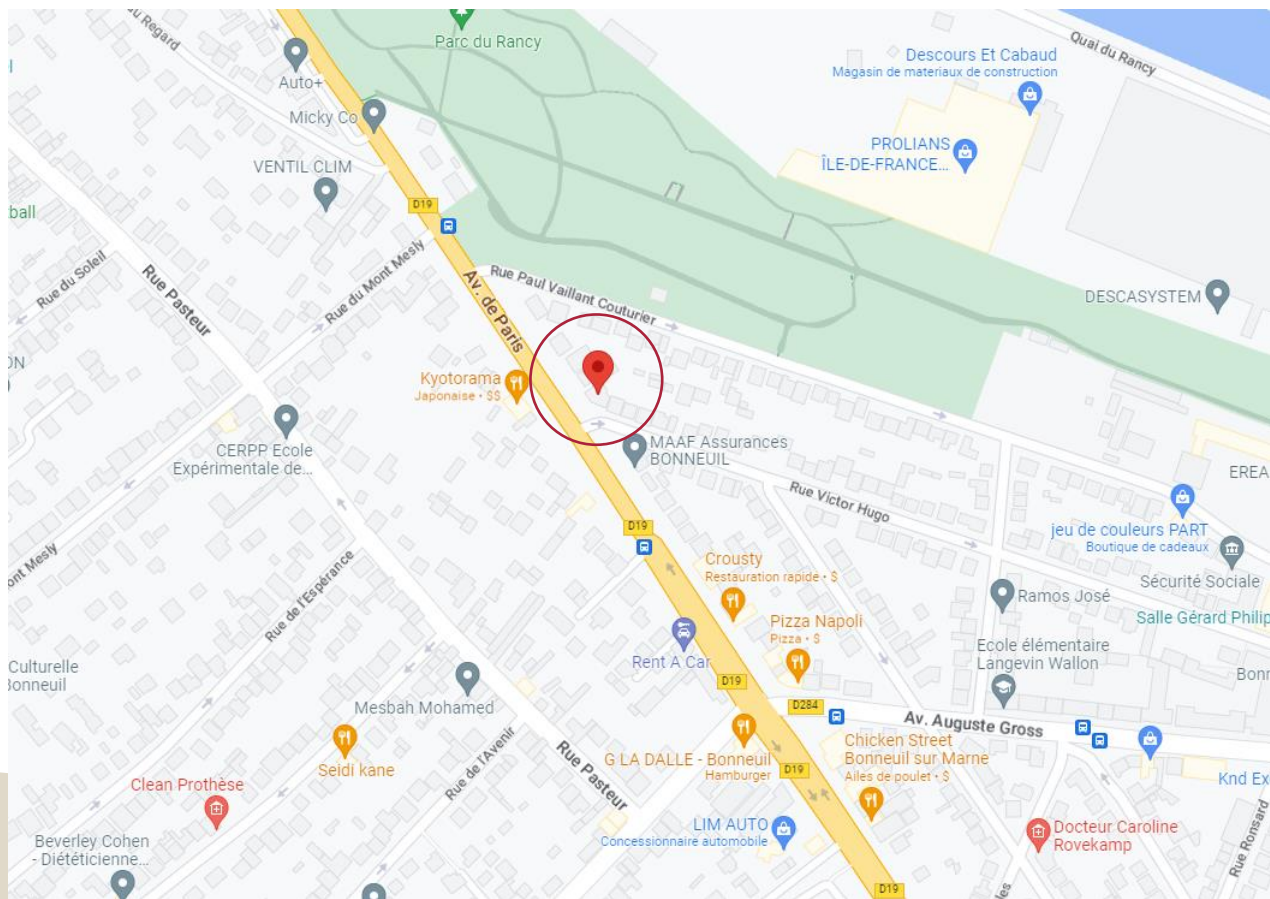 du Regard
Parc du Rancy
Quai du Rancy
Descours Et Cabaud
Magasin de materiaux de construction
Auto+
Micky Co
PROLIANS
ÎLE-DE-FRANCE...
VENTIL CLIM
D19
ball
Rue du Soleil
Rue Pasteur
Rue du Mont Mesly
Av. de Paris
Rue Paul Vaillant Couturier
DESCASYSTEM
ON
Kyotorama
Japonaise • $$
CERPP Ecole
Expérimentale de...
MAAF Assurances
BONNEUIL
Rue Victor Hugo
EREA
jeu de couleurs PART
Boutique de cadeaux
D19
ont Mesly
Rue de l'Espérance
Crousty
Restauration rapide • $
Sécurité Sociale
Ramos José
Salle Gérard Philip
Pizza Napoli
Pizza • $
Rent A Car
Ecole élémentaire
Langevin Wallon
Culturelle
Bonneuil
Bonn
D19
Mesbah Mohamed
D284
Av. Auguste Gross
Rue de l'Avenir
Seidi kane
Rue Pasteur
G LA DALLE - Bonneuil
Hamburger
D19
Chicken Street
Bonneuil sur Marne
Ailes de poulet • $
Knd Ex
Clean Prothèse
LIM AUTO
Concessionnaire automobile
Docteur Caroline
Rovekamp
Rue Ronsard
Beverley Cohen
- Diététicienne...
D19
les